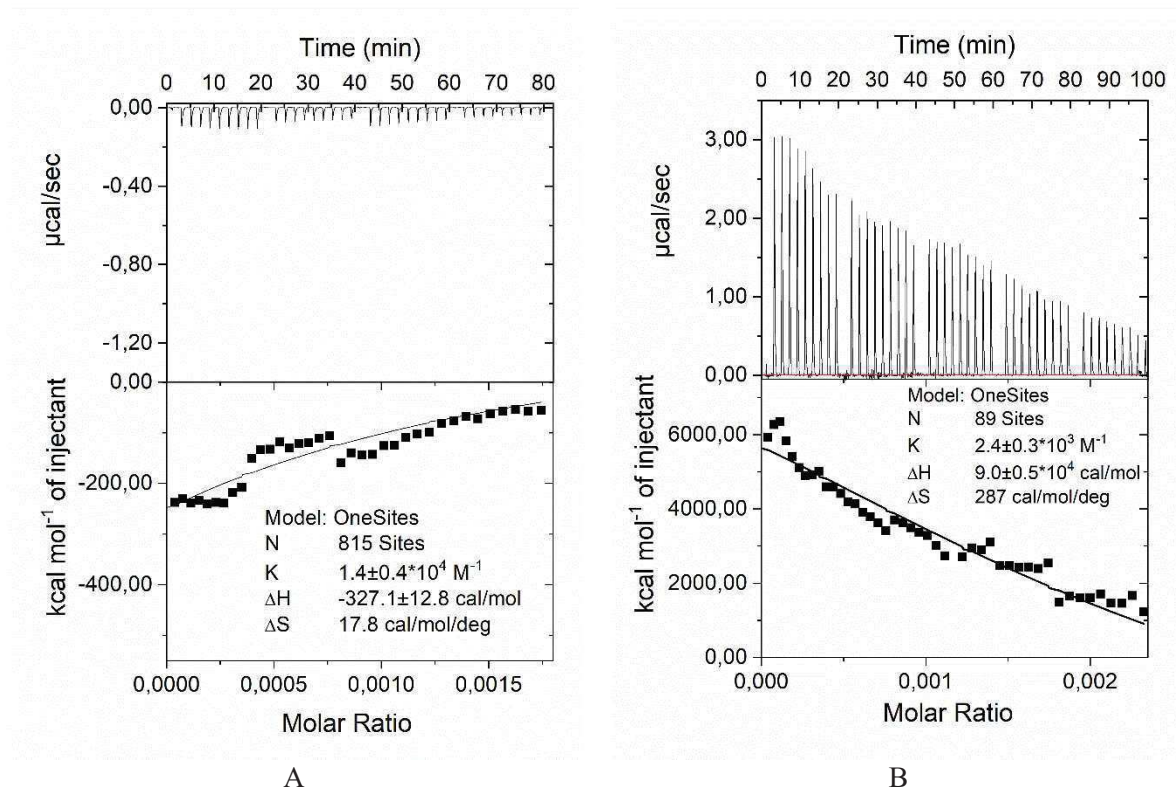 Time (min)
0 10 20 30 40 50 60 70 80
0,00
-0,40
-0,80
-1,20
µcal/sec
0,00
-200,00
-400,00
kcal mol⁻¹ of injectant
Model: OneSites
N 815 Sites
K 1.4±0.4*10⁴ M⁻¹
ΔH -327.1±12.8 cal/mol
ΔS 17.8 cal/mol/deg
0,0000 0,0005 0,0010 0,0015
Molar Ratio
A
Time (min)
0 10 20 30 40 50 60 70 80 90 100
3,00
2,00
1,00
0,00
µcal/sec
6000,00
4000,00
2000,00
0,00
kcal mol⁻¹ of injectant
Model: OneSites
N 89 Sites
K 2.4±0.3*10³ M⁻¹
ΔH 9.0±0.5*10⁴ cal/mol
ΔS 287 cal/mol/deg
0,000 0,001 0,002
Molar Ratio
B